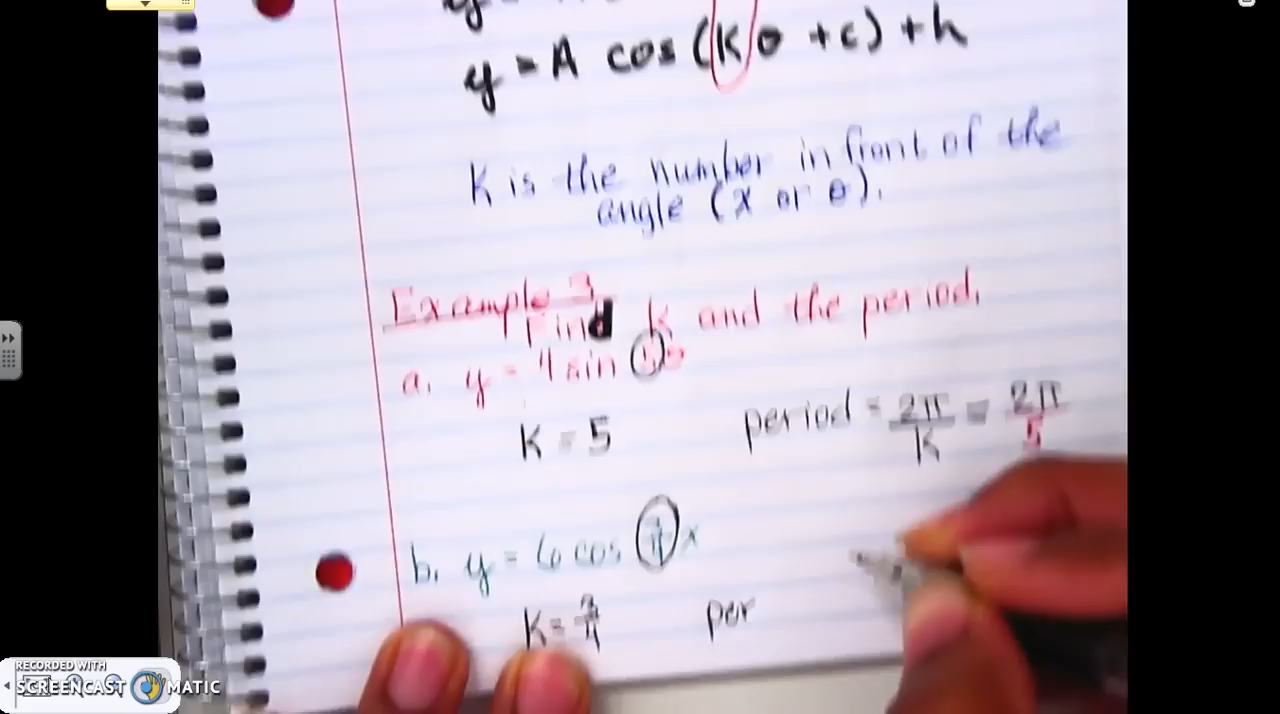 y = A cos (Kθ + c) + h
K is the number in front of the
angle (x or θ).
Example 3
Find k and the period.
a. y = 4 sin 5θ
K = 5 period = 2π/K = 2π/5
b. y = 6 cos x
K = per
RECORDED WITH
SCREENCAST MATIC